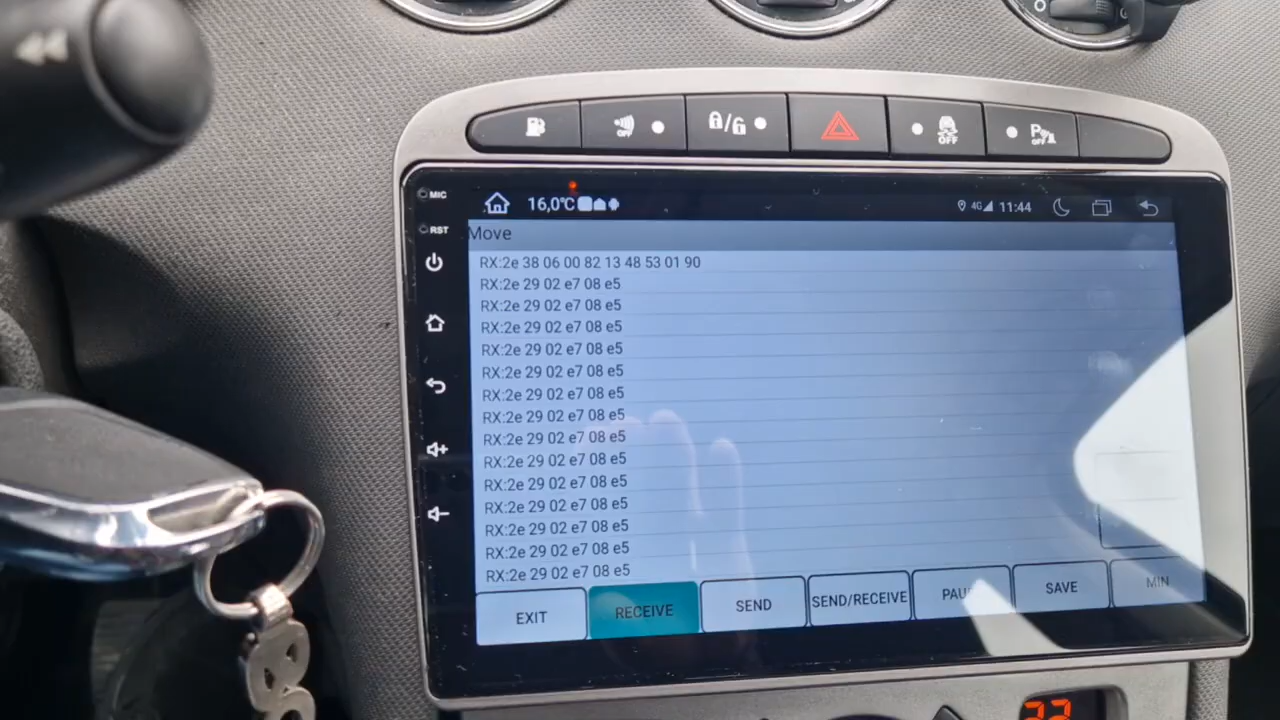 OFF
OFF
P
OFF
MIC
16,0°C
4G
11:44
RST
Move
RX:2e 38 06 00 82 13 48 53 01 90
RX:2e 29 02 e7 08 e5
RX:2e 29 02 e7 08 e5
RX:2e 29 02 e7 08 e5
RX:2e 29 02 e7 08 e5
RX:2e 29 02 e7 08 e5
RX:2e 29 02 e7 08 e5
RX:2e 29 02 e7 08 e5
RX:2e 29 02 e7 08 e5
RX:2e 29 02 e7 08 e5
RX:2e 29 02 e7 08 e5
RX:2e 29 02 e7 08 e5
RX:2e 29 02 e7 08 e5
RX:2e 29 02 e7 08 e5
RX:2e 29 02 e7 08 e5
EXIT
RECEIVE
SEND
SEND/RECEIVE
SAVE
MIN